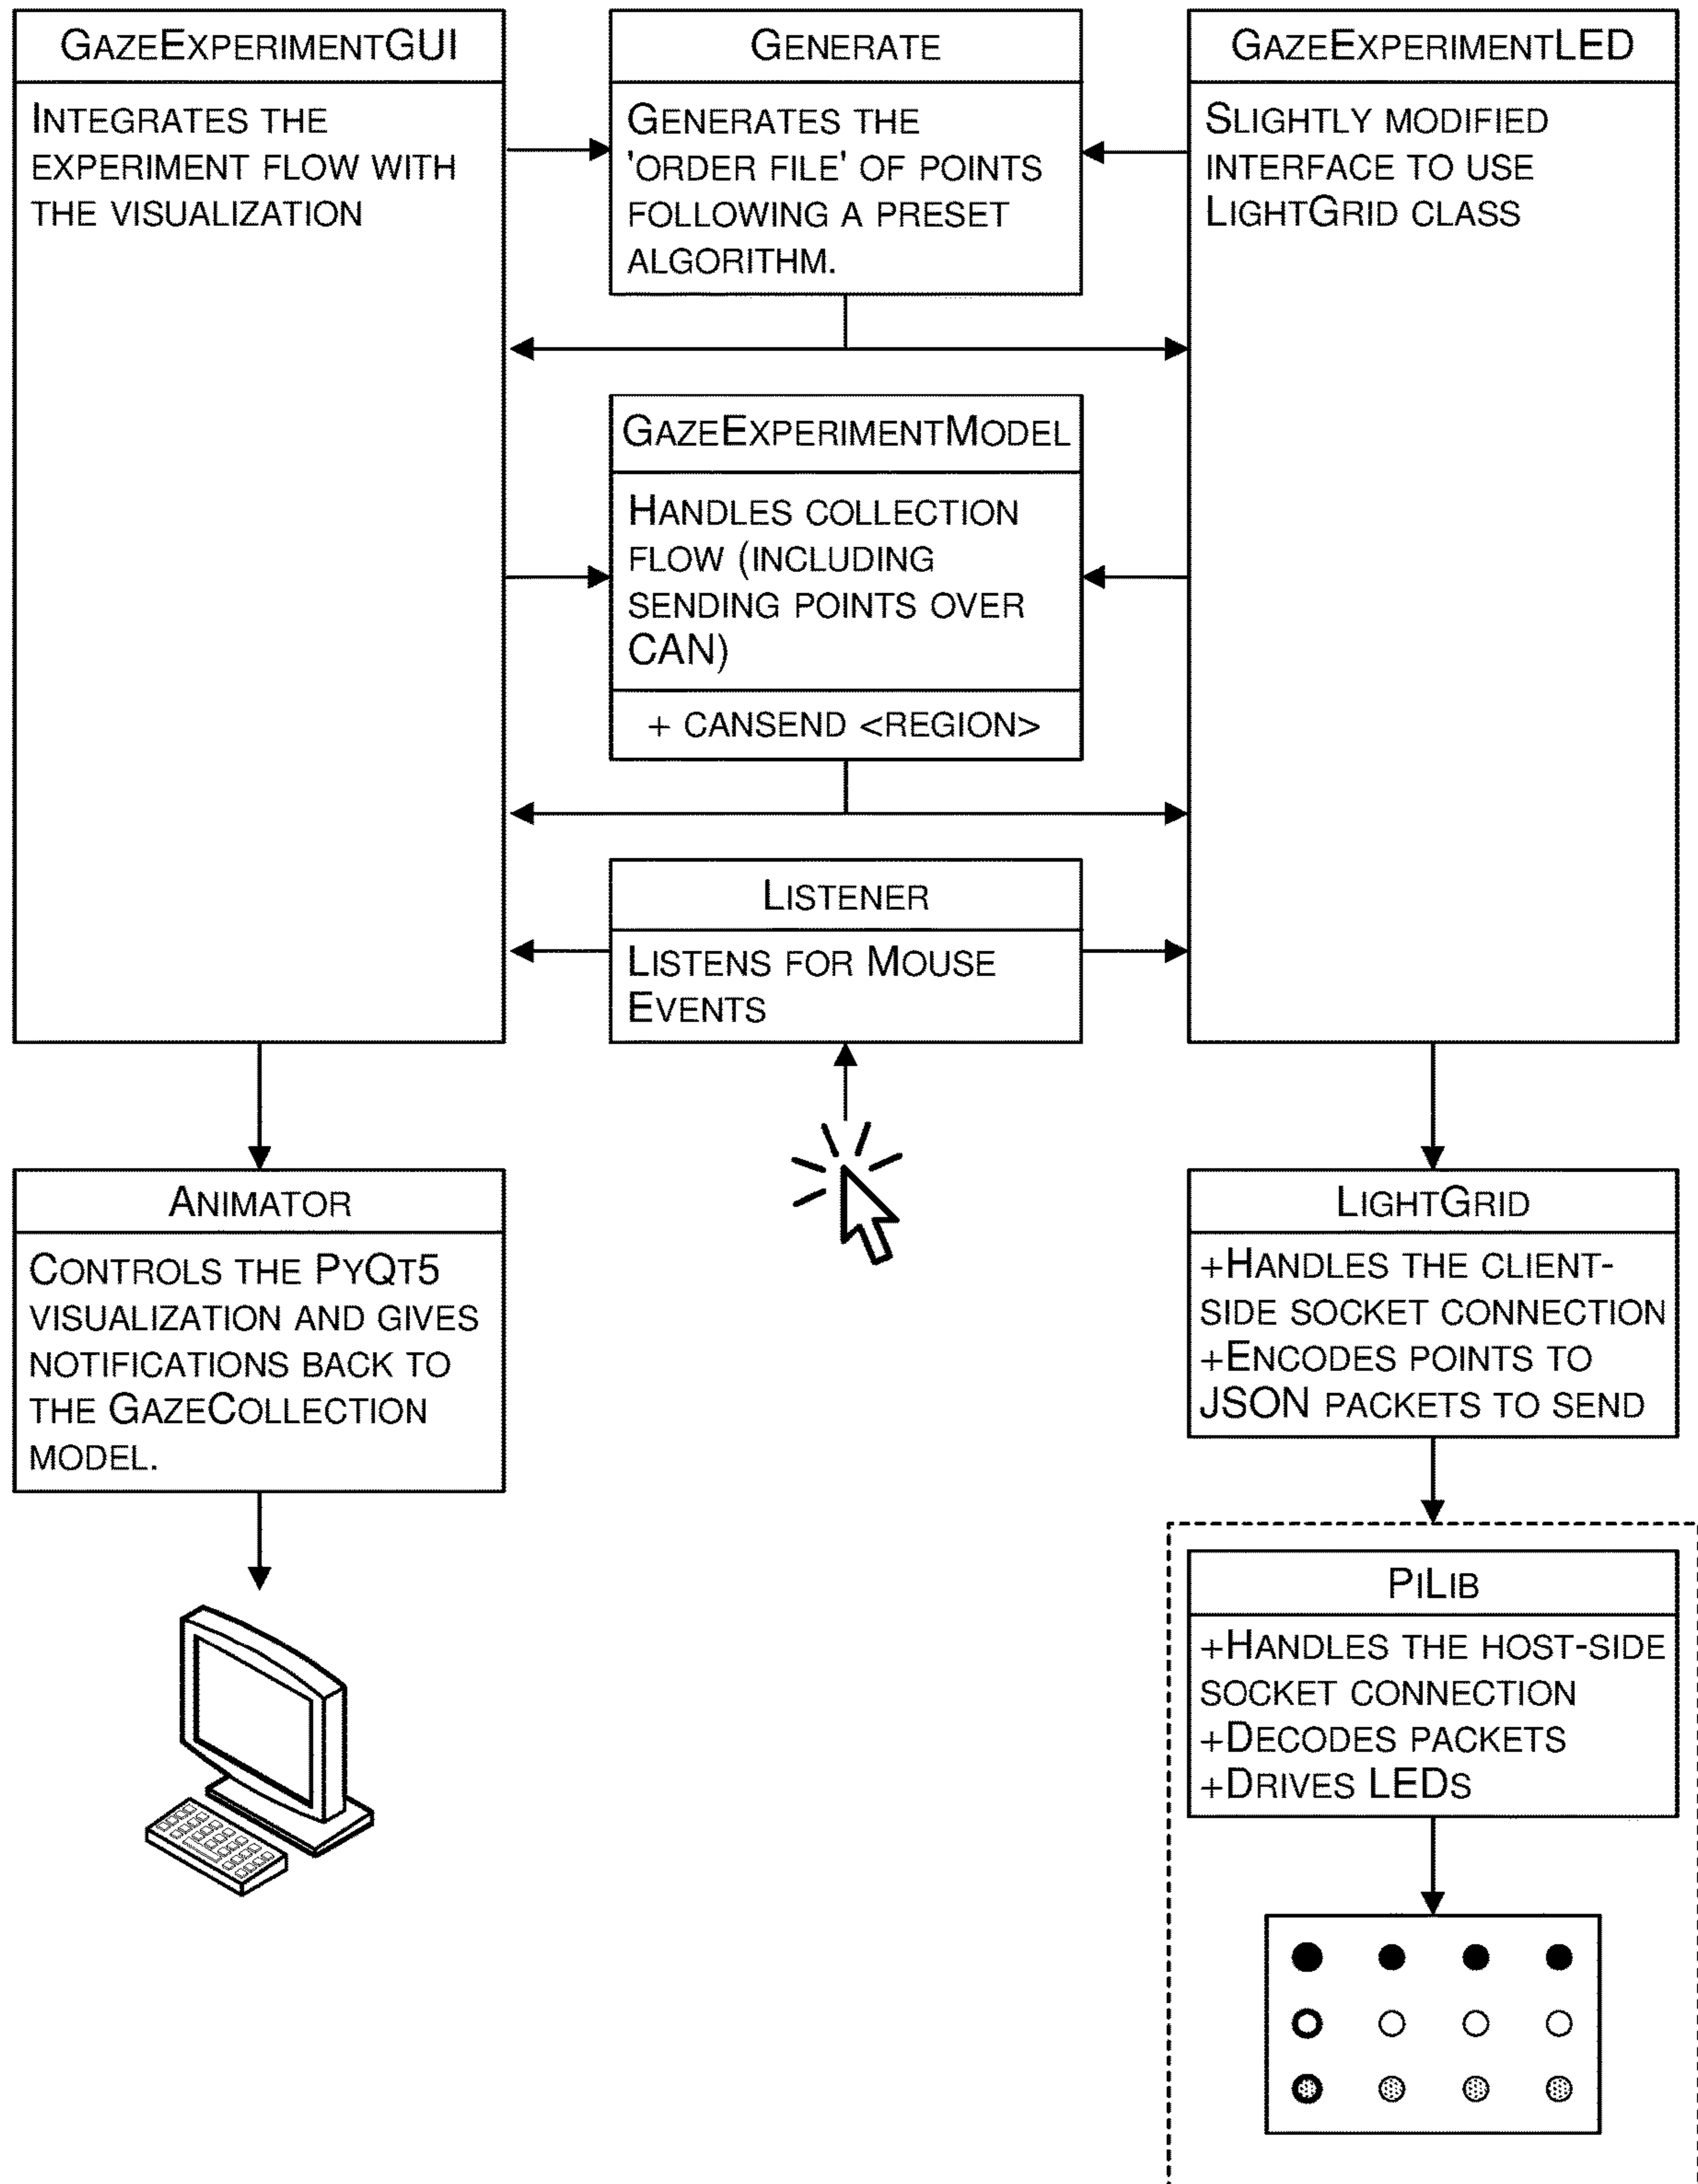 GAZEEXPERIMENTGUI
INTEGRATES THE
EXPERIMENT FLOW WITH
THE VISUALIZATION
GENERATE
GENERATES THE
'ORDER FILE' OF POINTS
FOLLOWING A PRESET
ALGORITHM.
GAZEEXPERIMENTLED
SLIGHTLY MODIFIED
INTERFACE TO USE
LIGHTGRID CLASS
GAZEEXPERIMENTMODEL
HANDLES COLLECTION
FLOW (INCLUDING
SENDING POINTS OVER
CAN)
+ CANSEND <REGION>
LISTENER
LISTENS FOR MOUSE
EVENTS
ANIMATOR
CONTROLS THE PYQT5
VISUALIZATION AND GIVES
NOTIFICATIONS BACK TO
THE GAZECOLLECTION
MODEL.
LIGHTGRID
+HANDLES THE CLIENT-
SIDE SOCKET CONNECTION
+ENCODES POINTS TO
JSON PACKETS TO SEND
PILIB
+HANDLES THE HOST-SIDE
SOCKET CONNECTION
+DECODES PACKETS
+DRIVES LEDS